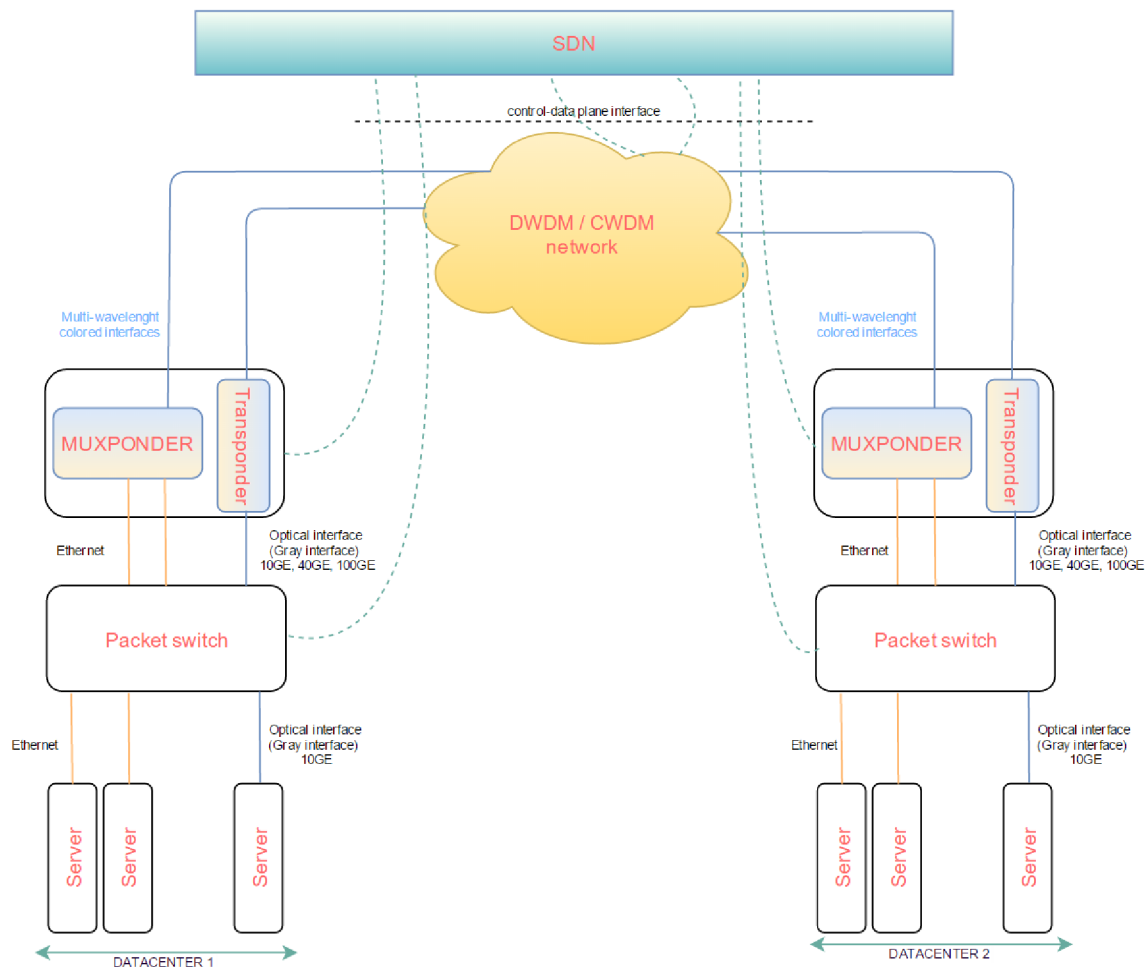 SDN
control-data plane interface
DWDM / CWDM
network
Multi-wavelenght
colored interfaces
Multi-wavelenght
colored interfaces
MUXPONDER
Transponder
MUXPONDER
Transponder
Ethernet
Optical interface
(Gray interface)
10GE, 40GE, 100GE
Ethernet
Optical interface
(Gray interface)
10GE, 40GE, 100GE
Packet switch
Packet switch
Ethernet
Optical interface
(Gray interface)
10GE
Ethernet
Optical interface
(Gray interface)
10GE
Server
Server
Server
Server
Server
Server
DATACENTER 1
DATACENTER 2